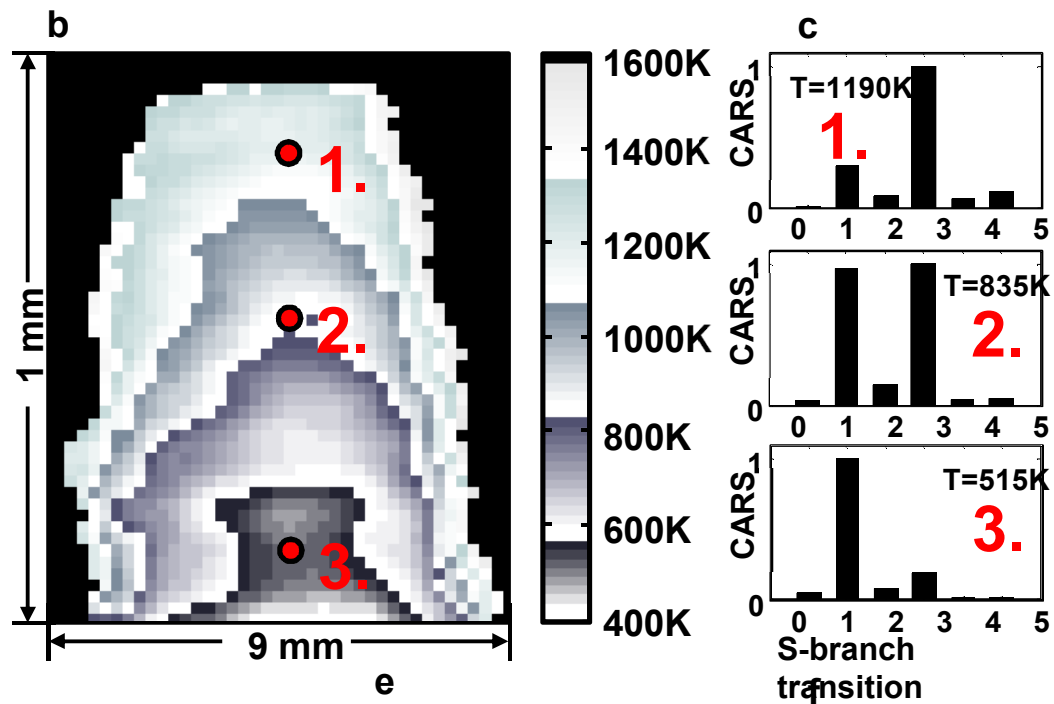 b
c
1 mm
9 mm
e
1.
2.
3.
1600K
1400K
1200K
1000K
800K
600K
400K
CARS
1
0
T=1190K
1.
0 1 2 3 4 5
CARS
1
0
T=835K
2.
0 1 2 3 4 5
CARS
1
0
T=515K
3.
0 1 2 3 4 5
S-branch
transition
f